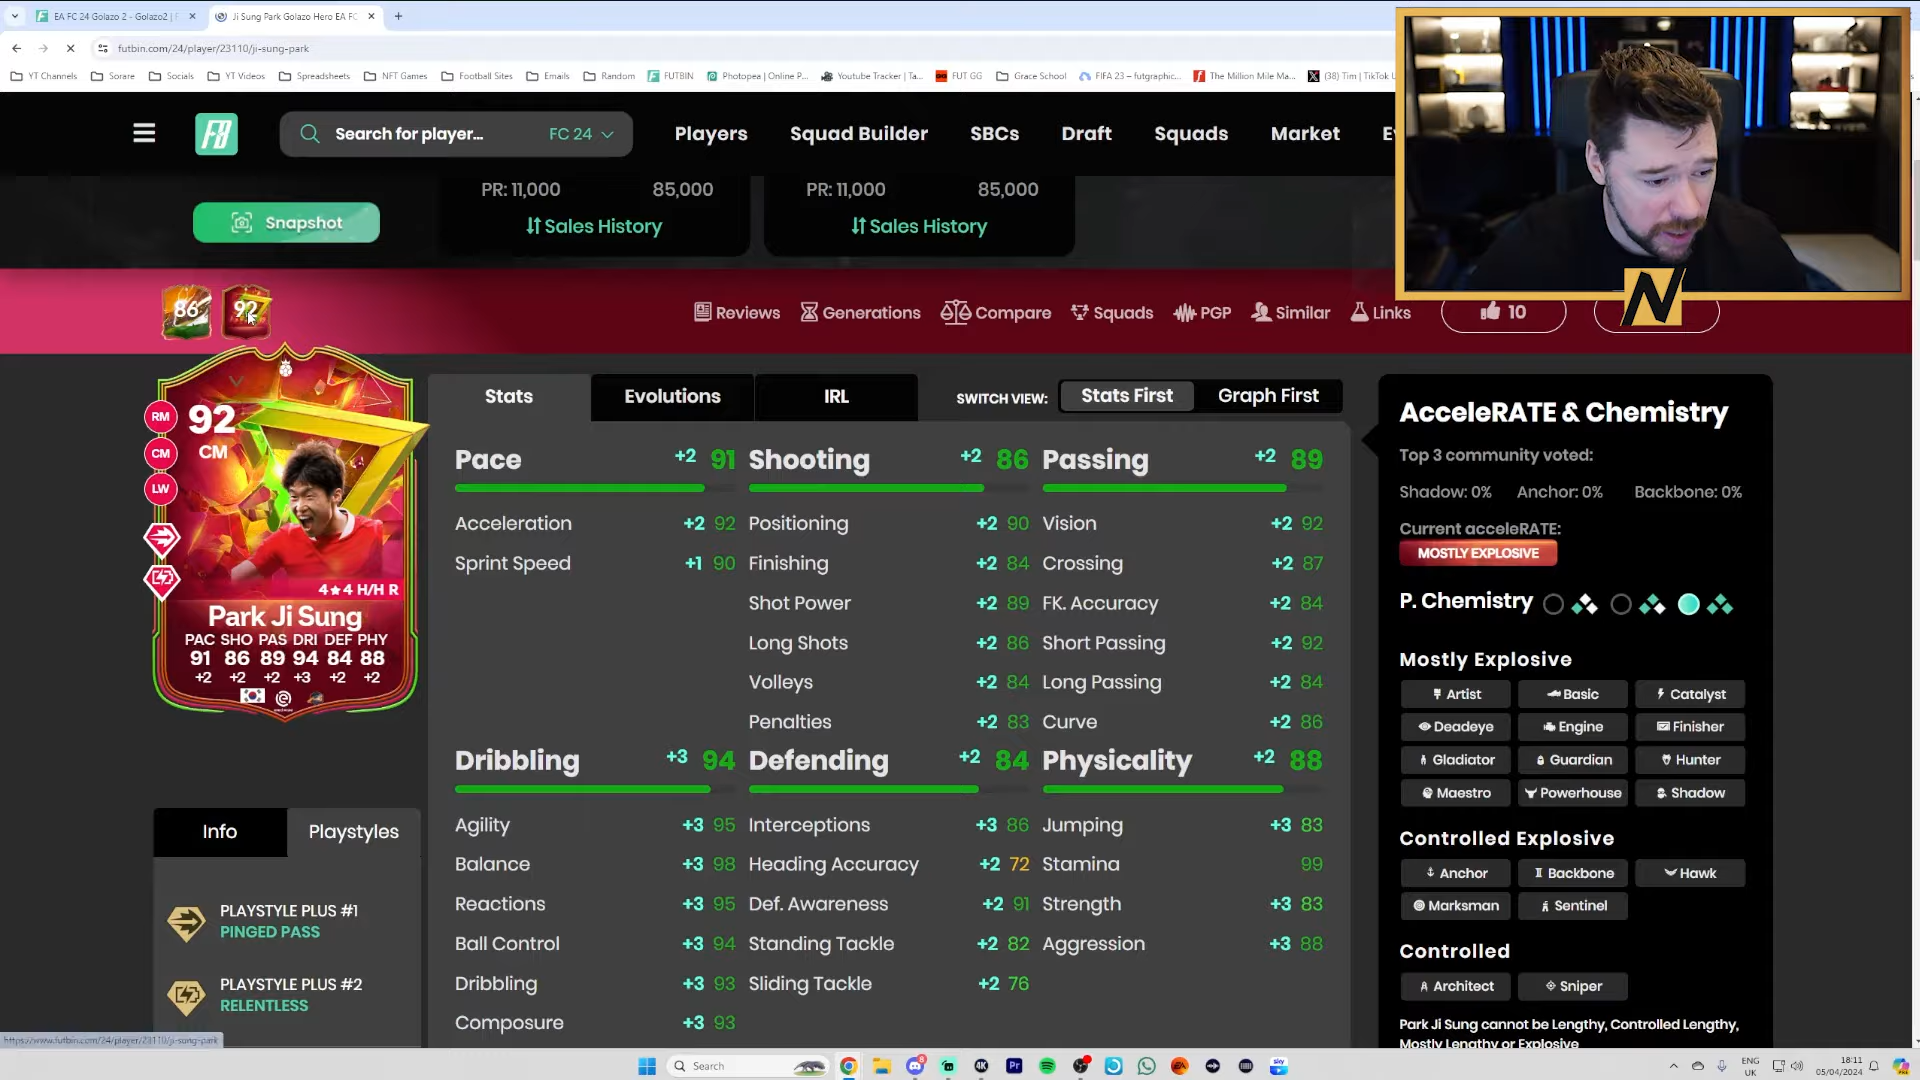 EA FC 24 Golazo 2 - Golazo2 | F
Ji Sung Park Golazo Hero EA FC
futbin.com/24/player/23110/ji-sung-park
YT Channels
Sorare
Socials
YT Videos
Spreadsheets
NFT Games
Football Sites
Emails
Random
FUTBIN
Photopea | Online P...
Youtube Tracker | Ta...
FUT GG
Grace School
FIFA 23 – futgraphic...
The Million Mile Ma...
(38) Tim | TikTok
Search for player...
FC 24
Players
Squad Builder
SBCs
Draft
Squads
Market
Snapshot
PR: 11,000 85,000
Sales History
PR: 11,000 85,000
Sales History
N
86
92
Reviews
Generations
Compare
Squads
PGP
Similar
Links
10
RM
CM
LW
92
CM
4★4 H/H R
Park Ji Sung
PAC SHO PAS DRI DEF PHY
91 86 89 94 84 88
+2 +2 +2 +3 +2 +2
Stats
Evolutions
IRL
SWITCH VIEW:
Stats First
Graph First
Pace +2 91
Acceleration +2 92
Sprint Speed +1 90
Shooting +2 86
Positioning +2 90
Finishing +2 84
Shot Power +2 89
Long Shots +2 86
Volleys +2 84
Penalties +2 83
Passing +2 89
Vision +2 92
Crossing +2 87
FK. Accuracy +2 84
Short Passing +2 92
Long Passing +2 84
Curve +2 86
Dribbling +3 94
Agility +3 95
Balance +3 98
Reactions +3 95
Ball Control +3 94
Dribbling +3 93
Composure +3 93
Defending +2 84
Interceptions +3 86
Heading Accuracy +2 72
Def. Awareness +2 91
Standing Tackle +2 82
Sliding Tackle +2 76
Physicality +2 88
Jumping +3 83
Stamina 99
Strength +3 83
Aggression +3 88
Info
Playstyles
PLAYSTYLE PLUS #1
PINGED PASS
PLAYSTYLE PLUS #2
RELENTLESS
AcceleRATE & Chemistry
Top 3 community voted:
Shadow: 0% Anchor: 0% Backbone: 0%
Current acceleRATE:
MOSTLY EXPLOSIVE
P. Chemistry
Mostly Explosive
Artist Basic Catalyst
Deadeye Engine Finisher
Gladiator Guardian Hunter
Maestro Powerhouse Shadow
Controlled Explosive
Anchor Backbone Hawk
Marksman Sentinel
Controlled
Architect Sniper
Park Ji Sung cannot be Lengthy, Controlled Lengthy,
Mostly Lengthy or Explosive
https://www.futbin.com/24/player/23110/ji-sung-park
Search
ENG
UK
18:11
05/04/2024